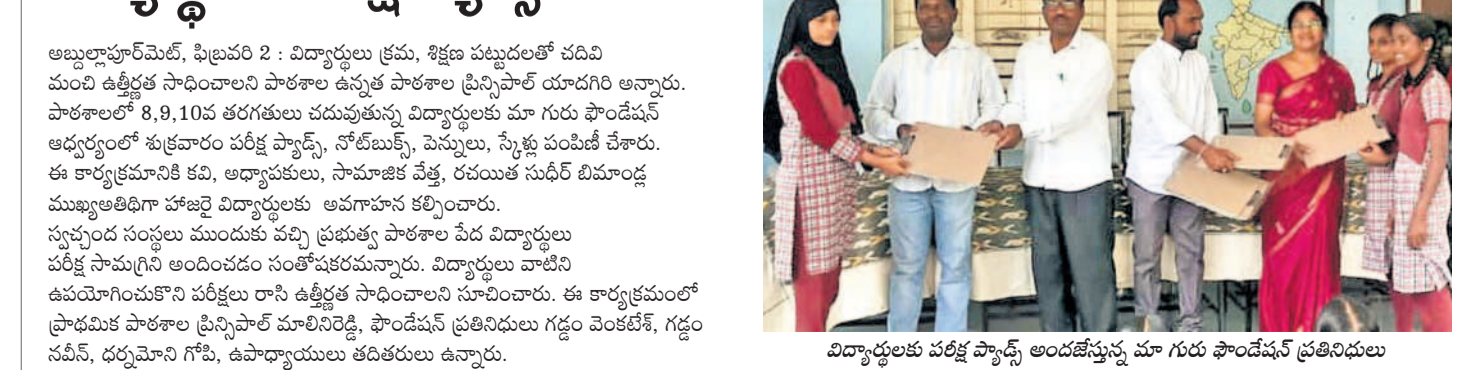 అబ్దుల్లాపూర్‌మెట్, ఫిబ్రవరి 2 : విద్యార్థులు క్రమ, శిక్షణ పట్టుదలతో చదివి
మంచి ఉత్తీర్ణత సాధించాలని పాఠశాల ఉన్నత పాఠశాల ప్రిన్సిపాల్ యాదగిరి అన్నారు.
పాఠశాలలో 8,9,10వ తరగతులు చదువుతున్న విద్యార్థులకు మా గురు ఫౌండేషన్
ఆధ్వర్యంలో శుక్రవారం పరీక్ష ప్యాడ్స్, నోట్‌బుక్స్, పెన్నులు, స్కేళ్లు పంపిణీ చేశారు.
ఈ కార్యక్రమానికి కవి, అధ్యాపకులు, సామాజిక వేత్త, రచయిత సుధీర్ బిమాండ్ల
ముఖ్యఅతిథిగా హాజరై విద్యార్థులకు అవగాహన కల్పించారు.
స్వచ్ఛంద సంస్థలు ముందుకు వచ్చి ప్రభుత్వ పాఠశాల పేద విద్యార్థులు
పరీక్ష సామగ్రిని అందించడం సంతోషకరమన్నారు. విద్యార్థులు వాటిని
ఉపయోగించుకొని పరీక్షలు రాసి ఉత్తీర్ణత సాధించాలని సూచించారు. ఈ కార్యక్రమంలో
ప్రాథమిక పాఠశాల ప్రిన్సిపాల్ మాలినిరెడ్డి, ఫౌండేషన్ ప్రతినిధులు గడ్డం వెంకటేశ్, గడ్డం
నవీన్, ధర్నమోని గోపి, ఉపాధ్యాయులు తదితరులు ఉన్నారు.
విద్యార్థులకు పరీక్ష ప్యాడ్స్ అందజేస్తున్న మా గురు ఫౌండేషన్ ప్రతినిధులు